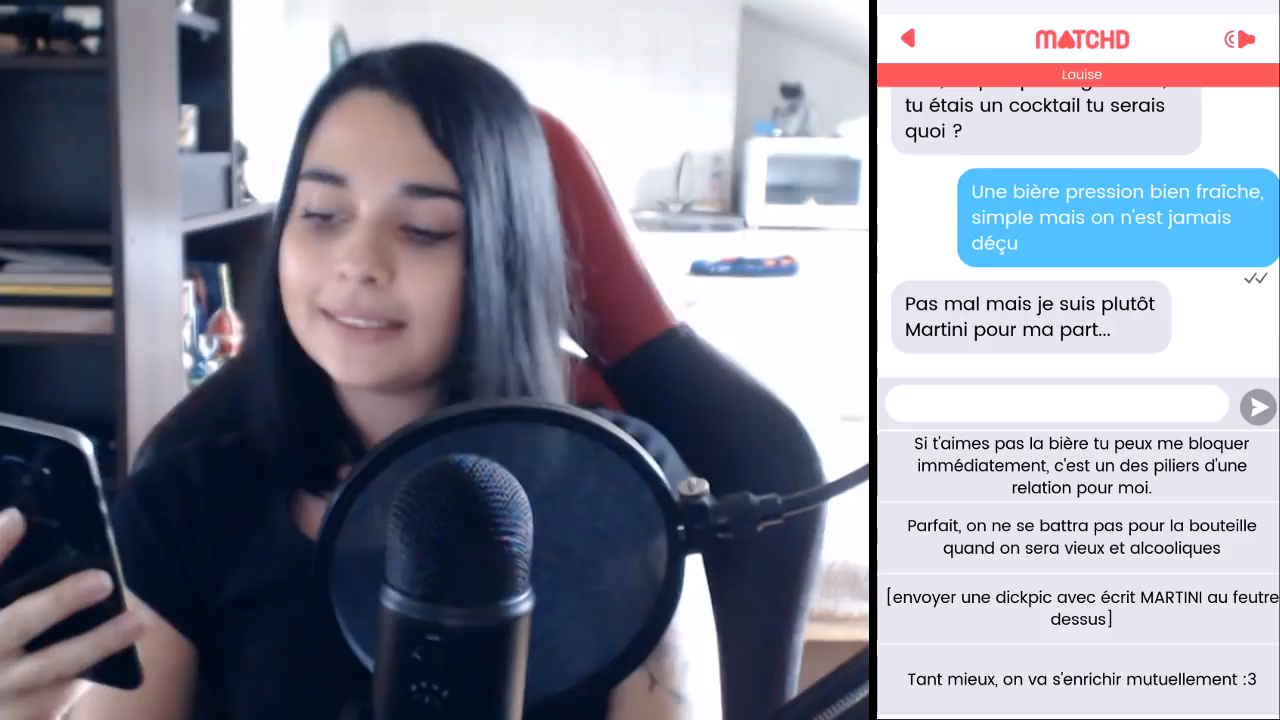 MATCHD
Louise
tu étais un cocktail tu serais
quoi ?
Une bière pression bien fraîche,
simple mais on n'est jamais
déçu
Pas mal mais je suis plutôt
Martini pour ma part...
Si t'aimes pas la bière tu peux me bloquer
immédiatement, c'est un des piliers d'une
relation pour moi.
Parfait, on ne se battra pas pour la bouteille
quand on sera vieux et alcooliques
[envoyer une dickpic avec écrit MARTINI au feutre
dessus]
Tant mieux, on va s'enrichir mutuellement :3